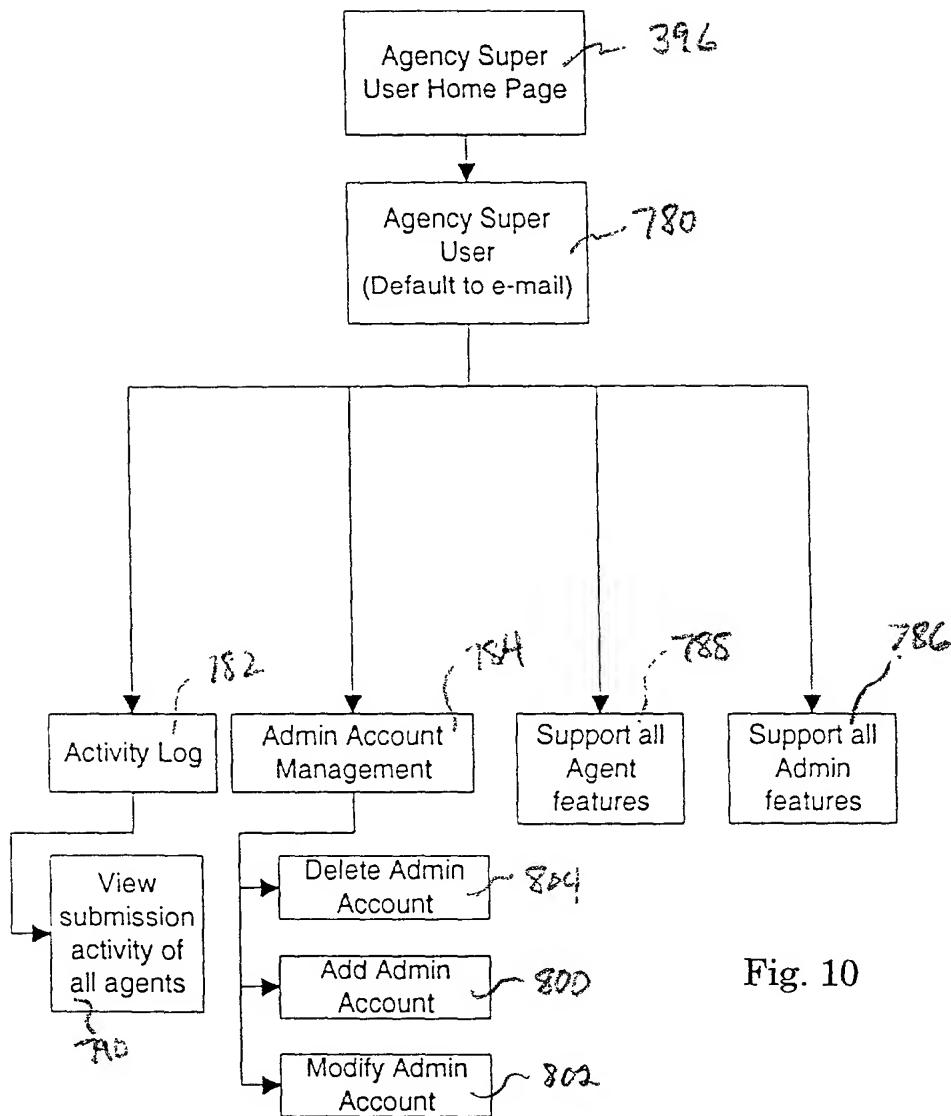 Agency Super
User Home Page
396
Agency Super
User
(Default to e-mail)
780
782
784
788
786
Activity Log
Admin Account
Management
Support all
Agent
features
Support all
Admin
features
View
submission
activity of
all agents
790
Delete Admin
Account
804
Add Admin
Account
800
Modify Admin
Account
802
Fig. 10